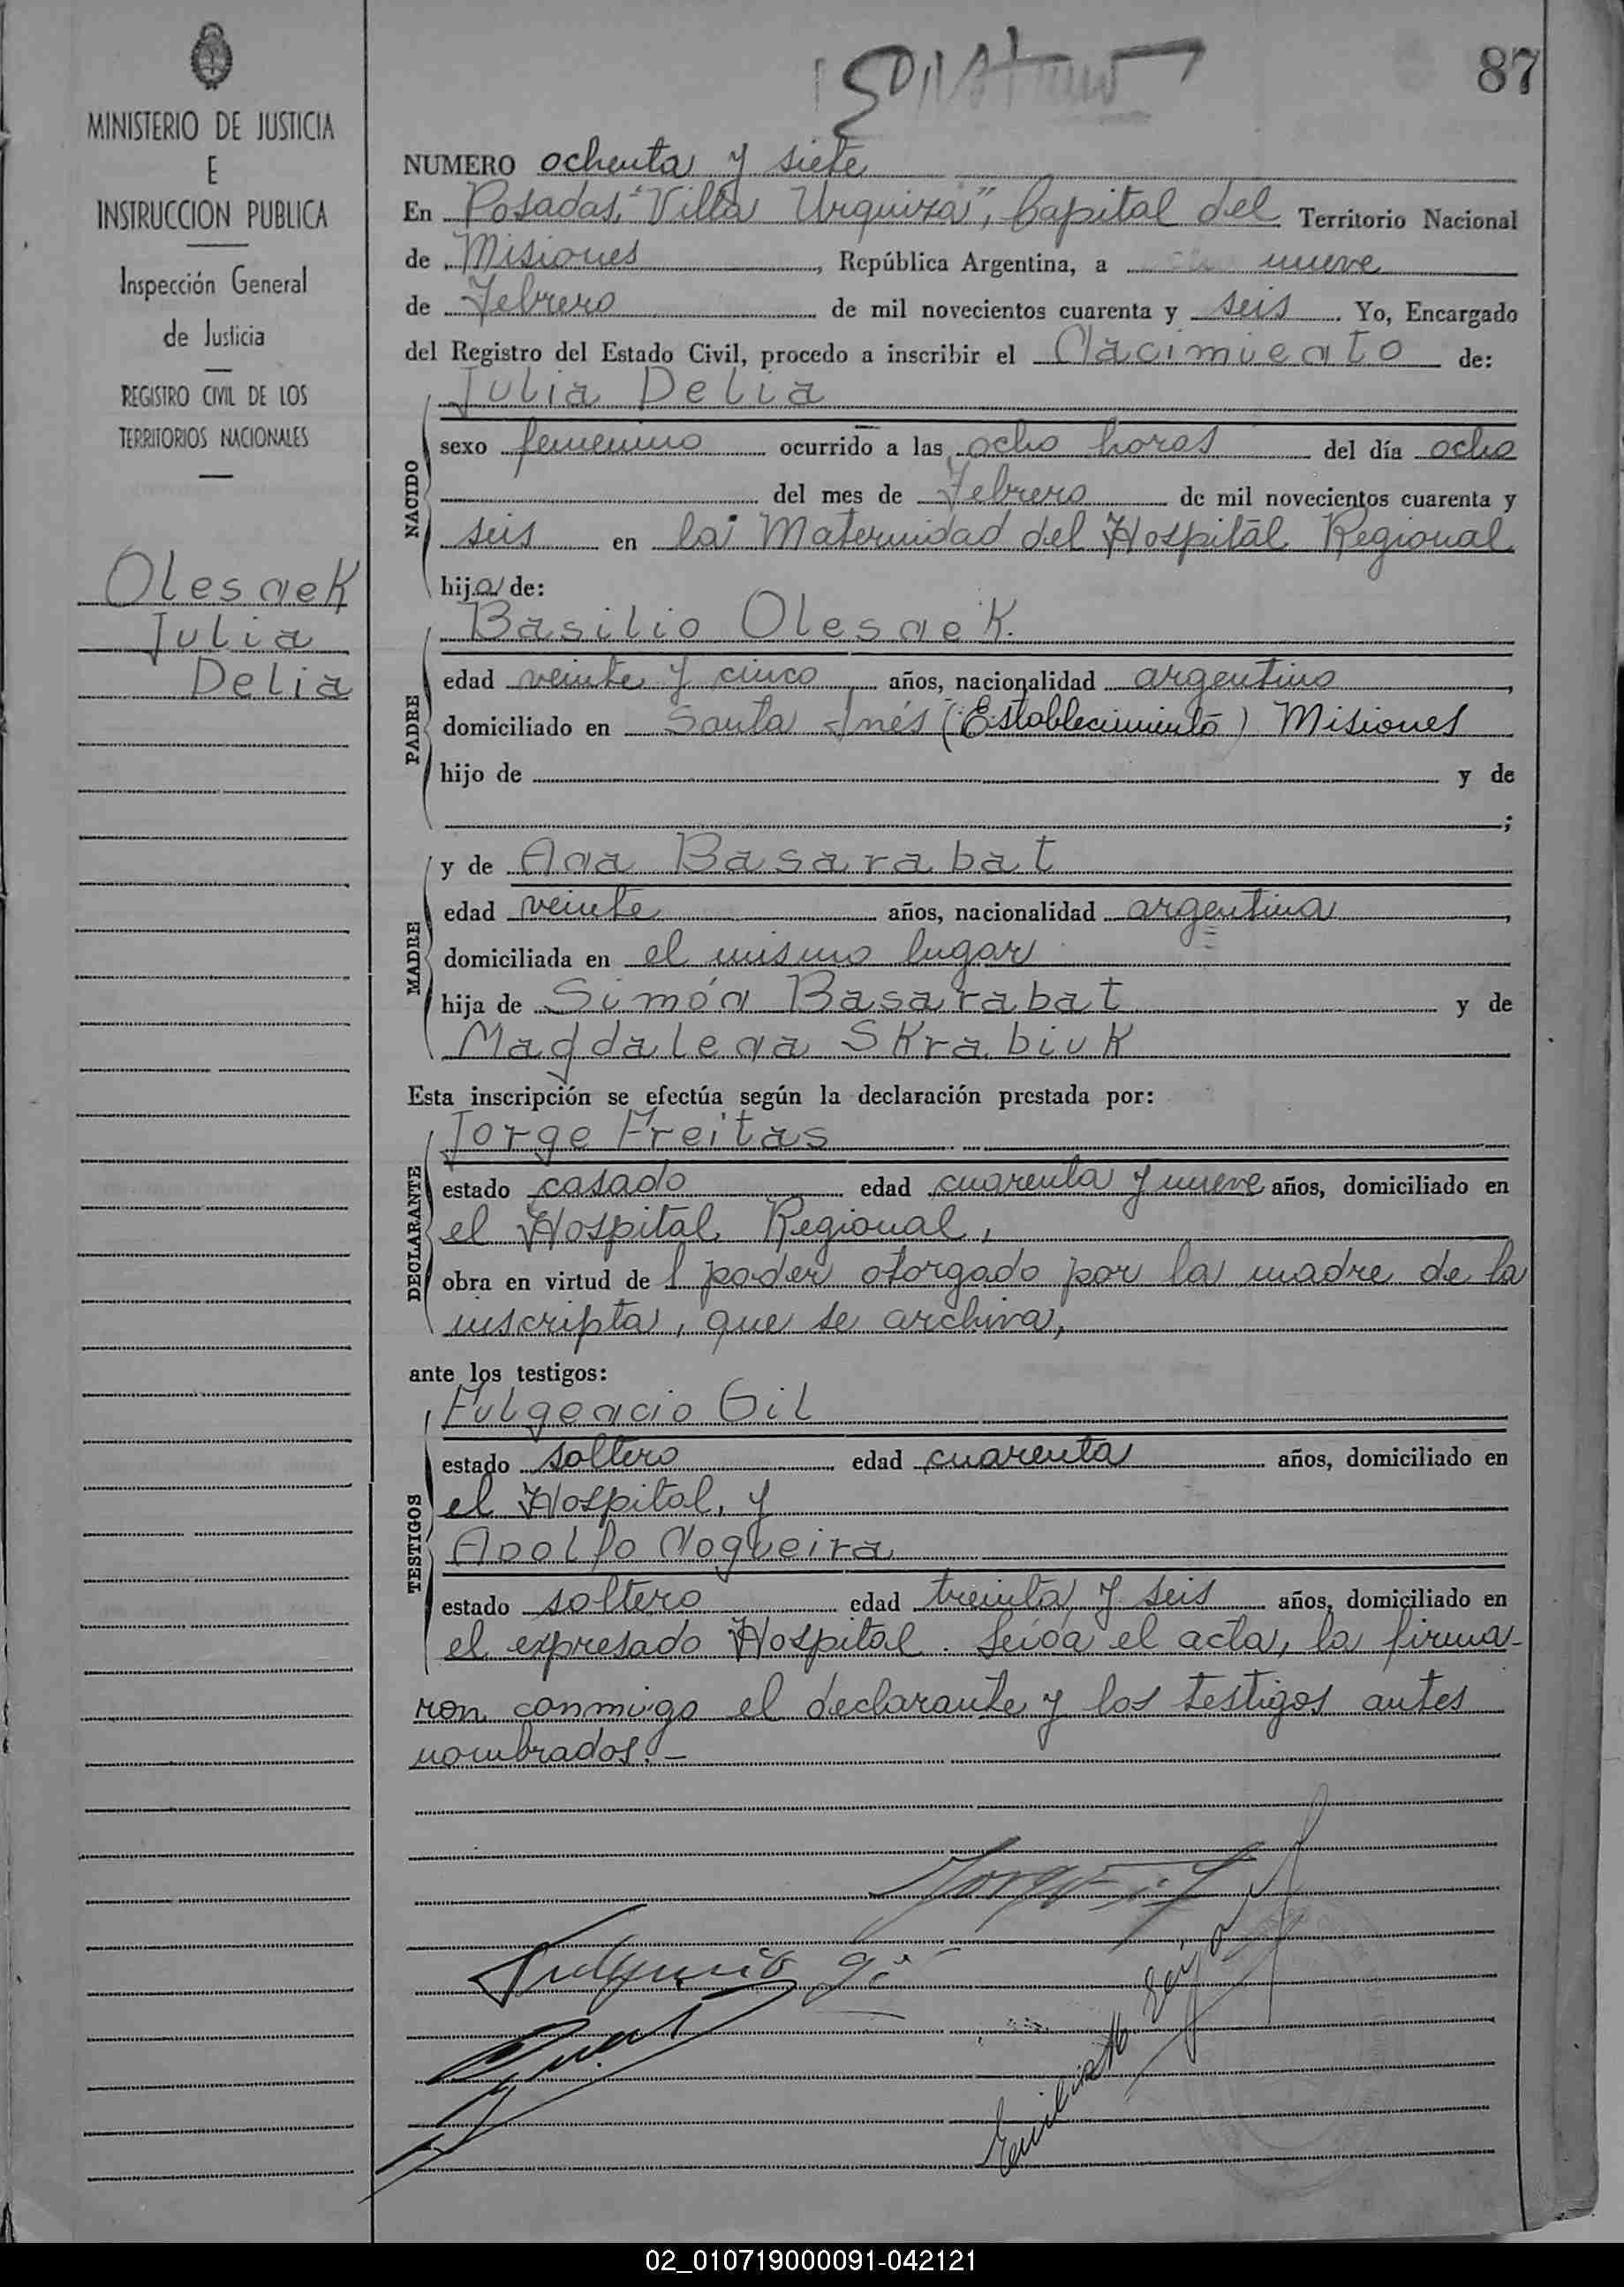 87
MINISTERIO DE JUSTICIA
E
INSTRUCCION PUBLICA
Inspección General
de Justicia
REGISTRO CIVIL DE LOS
TERRITORIOS NACIONALES
Olesnek
Julia
Delia
NUMERO ochenta y siete
En Posadas, "Villa Urquiza", Capital del Territorio Nacional
de Misiones, República Argentina, a nueve
de Febrero de mil novecientos cuarenta y seis. Yo, Encargado
del Registro del Estado Civil, procedo a inscribir el Nacimiento de:
NACIDO
Julia Delia
sexo femenino ocurrido a las ocho horas del día ocho
del mes de Febrero de mil novecientos cuarenta y
seis en la Maternidad del Hospital Regional
hija de:
PADRE
Basilio Olesnek.
edad veinte y cinco años, nacionalidad argentino,
domiciliado en Santa Inés (Establecimiento) Misiones
hijo de y de
;
MADRE
y de Ana Basarabat
edad veinte años, nacionalidad argentina,
domiciliada en el mismo lugar
hija de Simón Basarabat y de
Magdalena Skrabiuk
Esta inscripción se efectúa según la declaración prestada por:
DECLARANTE
Jorge Freitas
estado casado edad cuarenta y nueve años, domiciliado en
el Hospital Regional,
obra en virtud del poder otorgado por la madre de la
inscripta, que se archiva,
ante los testigos:
TESTIGOS
Fulgencio Gil
estado soltero edad cuarenta años, domiciliado en
el Hospital, y
Adolfo Nogueira
estado soltero edad treinta y seis años, domiciliado en
el expresado Hospital. Leída el acta, la firma-
ron conmigo el declarante y los testigos antes
nombrados. -
Fulgencio Gil
02_010719000091-042121